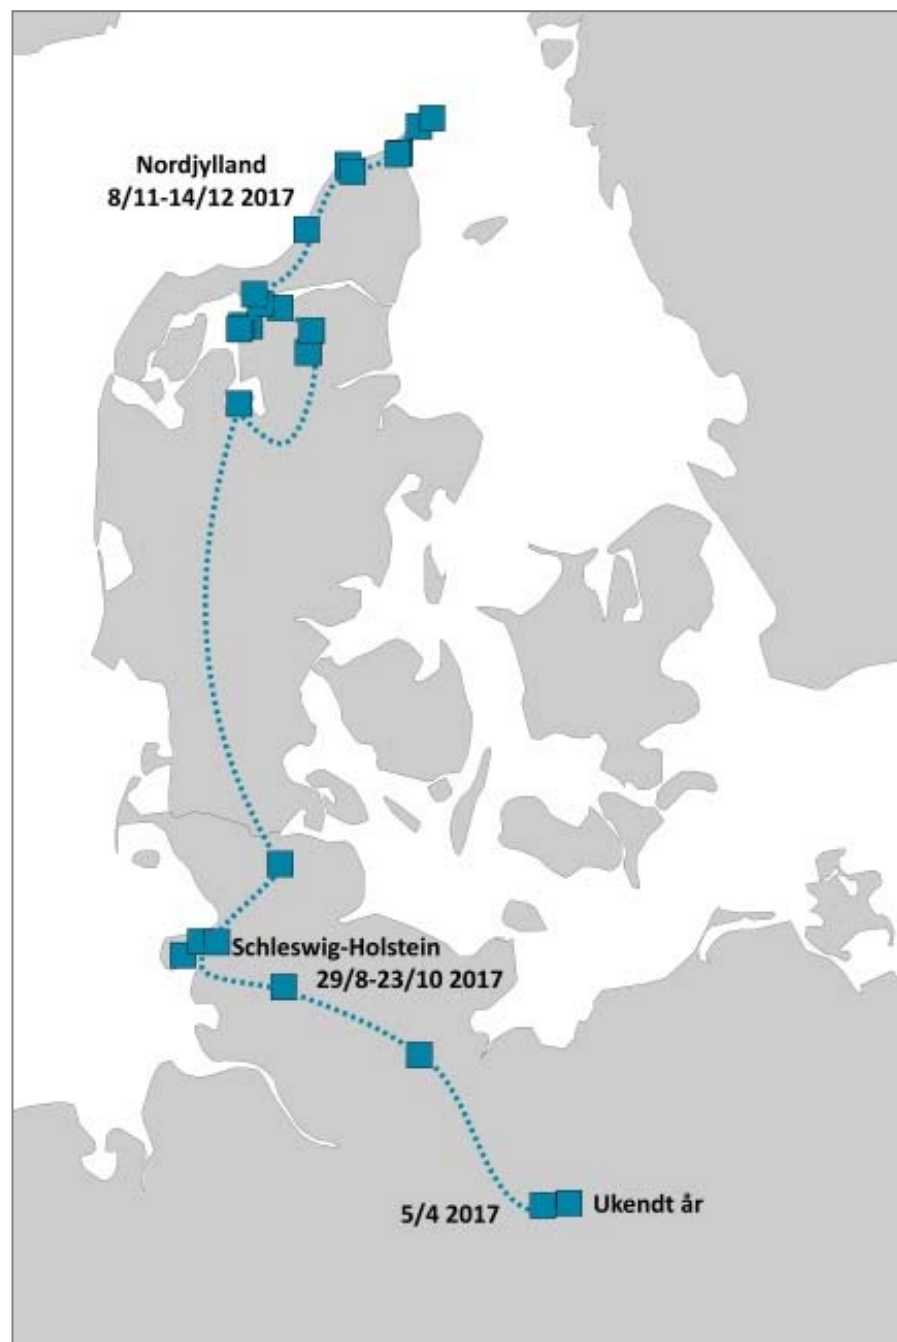 Nordjylland
8/11-14/12 2017
Schleswig-Holstein
29/8-23/10 2017
5/4 2017
Ukendt år